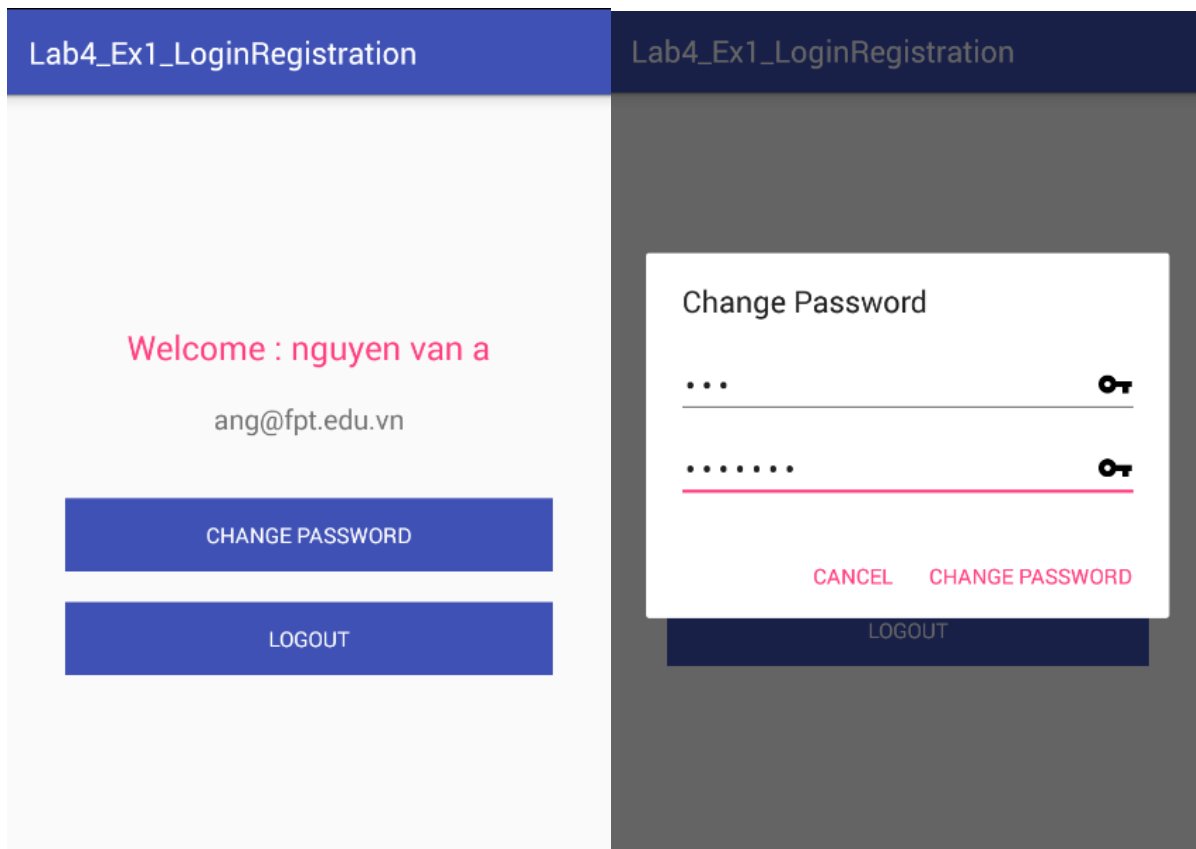 Lab4_Ex1_LoginRegistration
Welcome : nguyen van a
ang@fpt.edu.vn
CHANGE PASSWORD
LOGOUT
Lab4_Ex1_LoginRegistration
Change Password
•••
•••••••
CANCEL CHANGE PASSWORD
LOGOUT